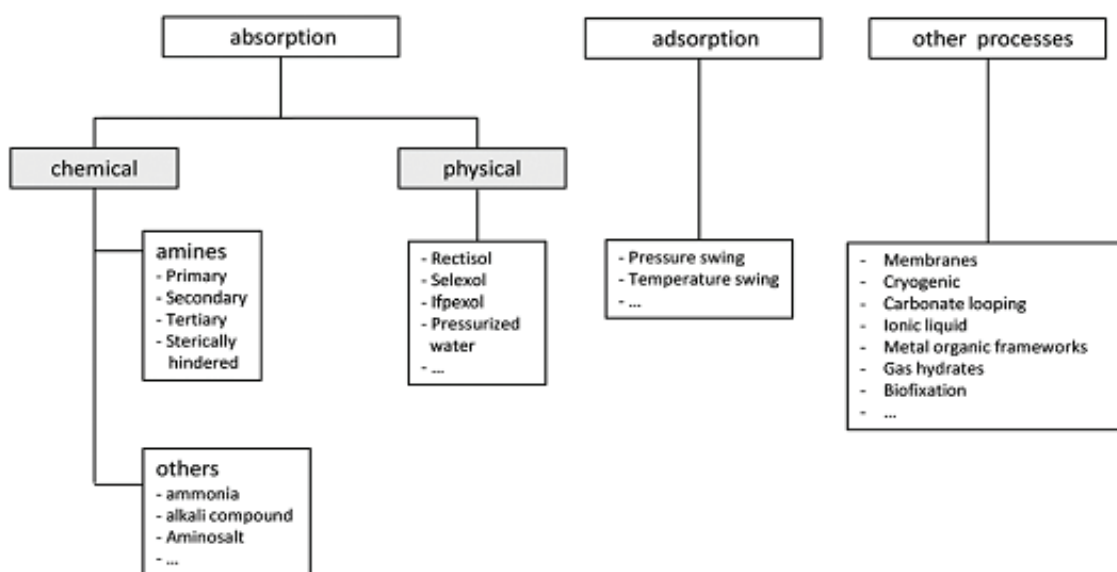 absorption
adsorption
other processes
chemical
physical
amines
- Primary
- Secondary
- Tertiary
- Sterically
hindered
others
- ammonia
- alkali compound
- Aminosalt
- ...
- Rectisol
- Selexol
- Ifpexol
- Pressurized
water
- ...
- Pressure swing
- Temperature swing
- ...
- Membranes
- Cryogenic
- Carbonate looping
- Ionic liquid
- Metal organic frameworks
- Gas hydrates
- Biofixation
- ...